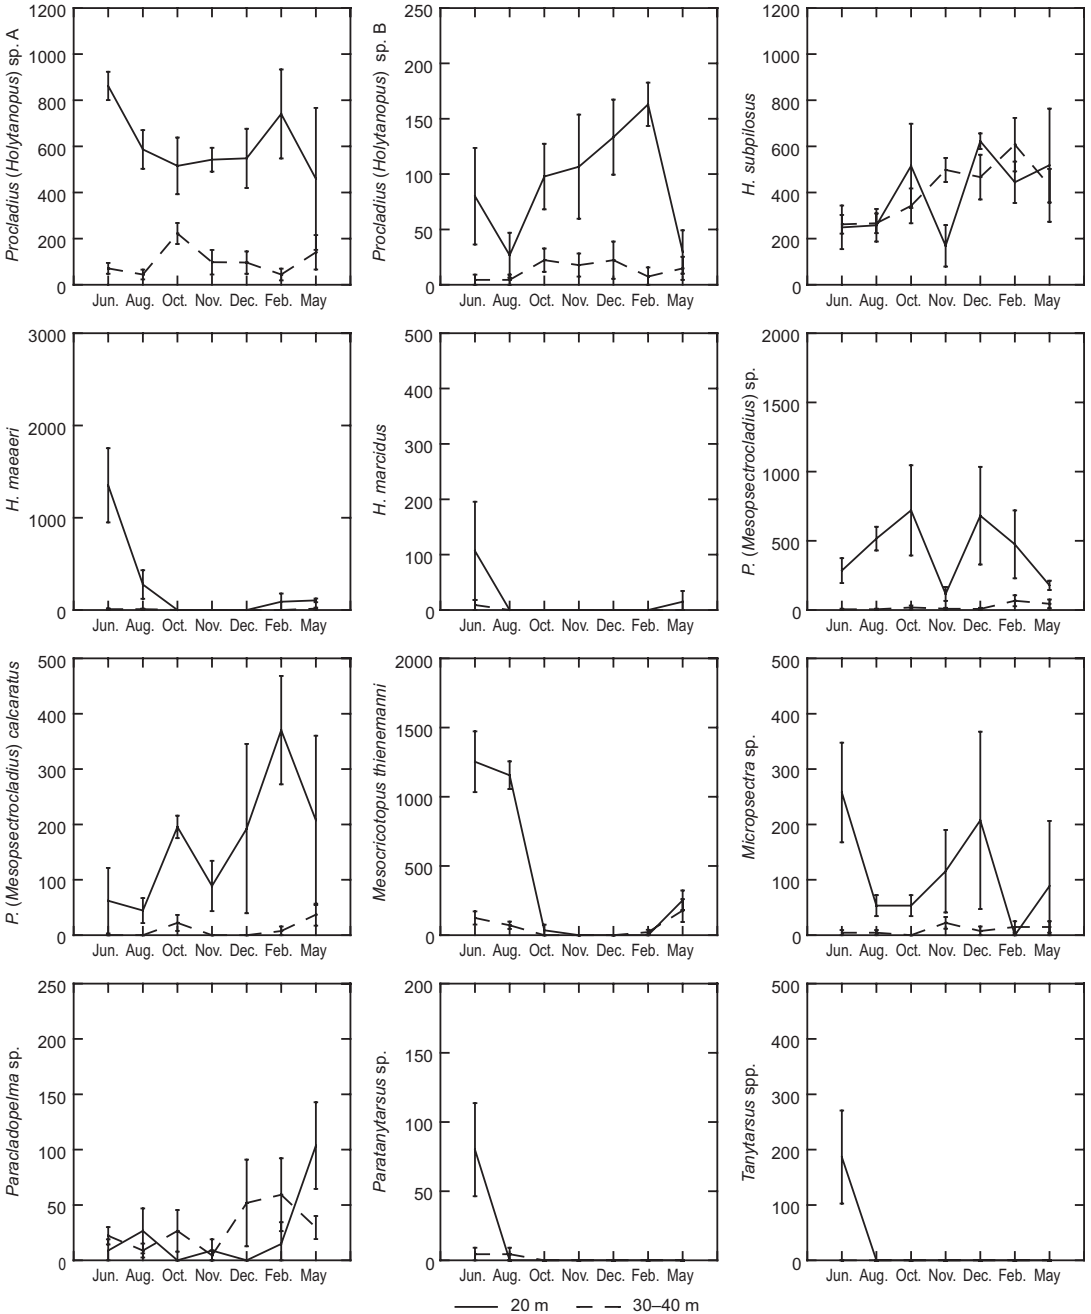 Procladius (Holytanopus) sp. A
1200
1000
800
600
400
200
0
Jun. Aug. Oct. Nov. Dec. Feb. May
Procladius (Holytanopus) sp. B
250
200
150
100
50
0
Jun. Aug. Oct. Nov. Dec. Feb. May
H. subpilosus
1200
1000
800
600
400
200
0
Jun. Aug. Oct. Nov. Dec. Feb. May
H. maeaeri
3000
2000
1000
0
Jun. Aug. Oct. Nov. Dec. Feb. May
H. marcidus
500
400
300
200
100
0
Jun. Aug. Oct. Nov. Dec. Feb. May
P. (Mesopsectrocladius) sp.
2000
1500
1000
500
0
Jun. Aug. Oct. Nov. Dec. Feb. May
P. (Mesopsectrocladius) calcaratus
500
400
300
200
100
0
Jun. Aug. Oct. Nov. Dec. Feb. May
Mesocricotopus thienemanni
2000
1500
1000
500
0
Jun. Aug. Oct. Nov. Dec. Feb. May
Micropsectra sp.
500
400
300
200
100
0
Jun. Aug. Oct. Nov. Dec. Feb. May
Paracladopelma sp.
250
200
150
100
50
0
Jun. Aug. Oct. Nov. Dec. Feb. May
Paratanytarsus sp.
200
150
100
50
0
Jun. Aug. Oct. Nov. Dec. Feb. May
Tanytarsus spp.
500
400
300
200
100
0
Jun. Aug. Oct. Nov. Dec. Feb. May
20 m 30–40 m